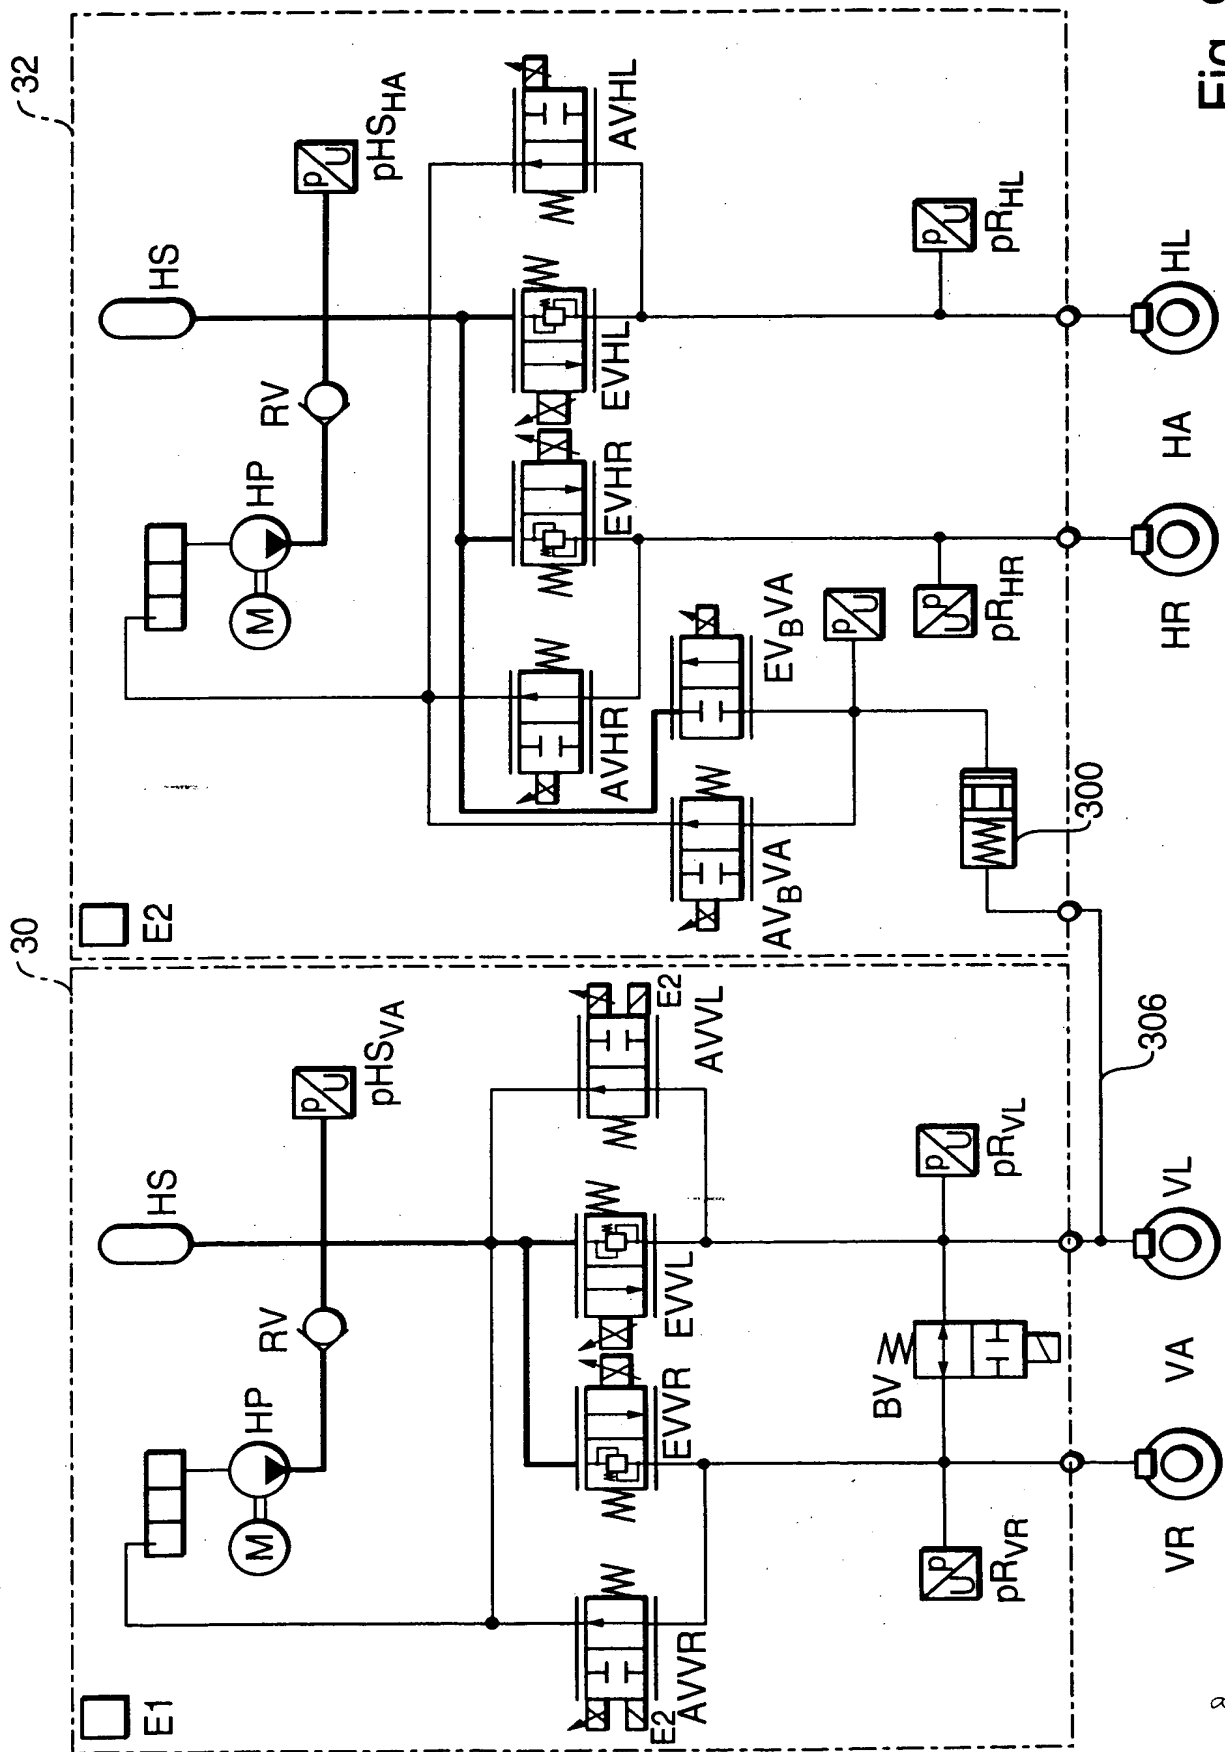 32
Fig.
HS
RV
HP
M
p/U
pHS_HA
AVHL
EVHL
EVHR
AVHR
EV_BVA
AV_BVA
p/U
p/U
pR_HL
p/U
pR_HR
300
E2
HL
HA
HR
30
HS
RV
HP
M
p/U
pHS_VA
E2
AVVL
EVVL
EVVR
E2
AVVR
p/U
pR_VL
BV
p/U
pR_VR
306
E1
VL
VA
VR